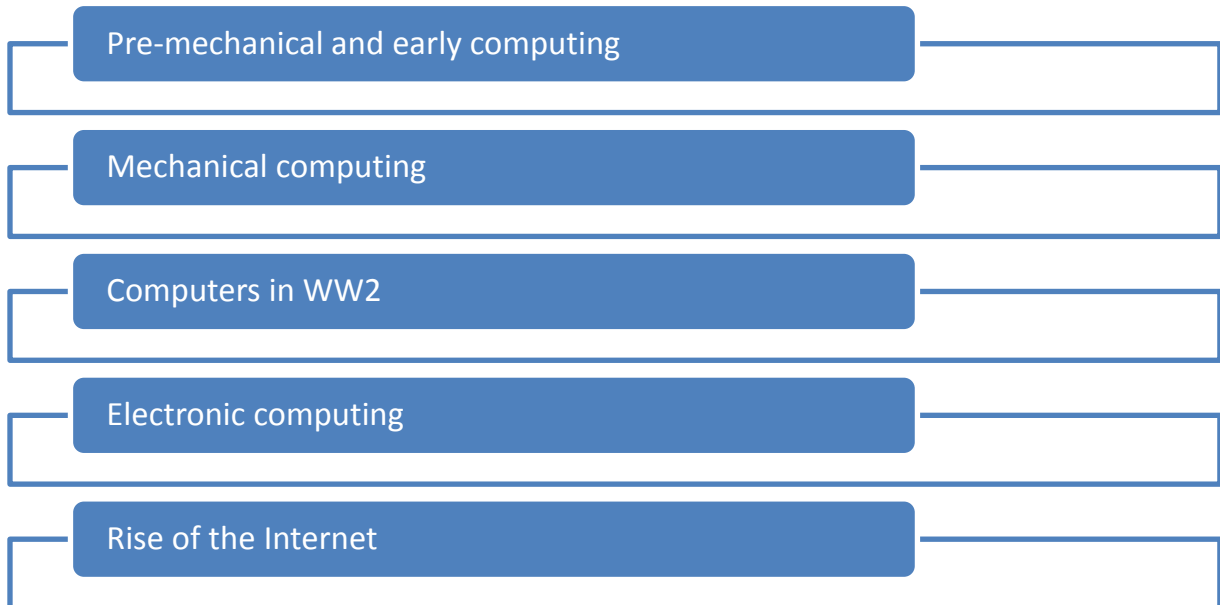 Pre-mechanical and early computing
Mechanical computing
Computers in WW2
Electronic computing
Rise of the Internet